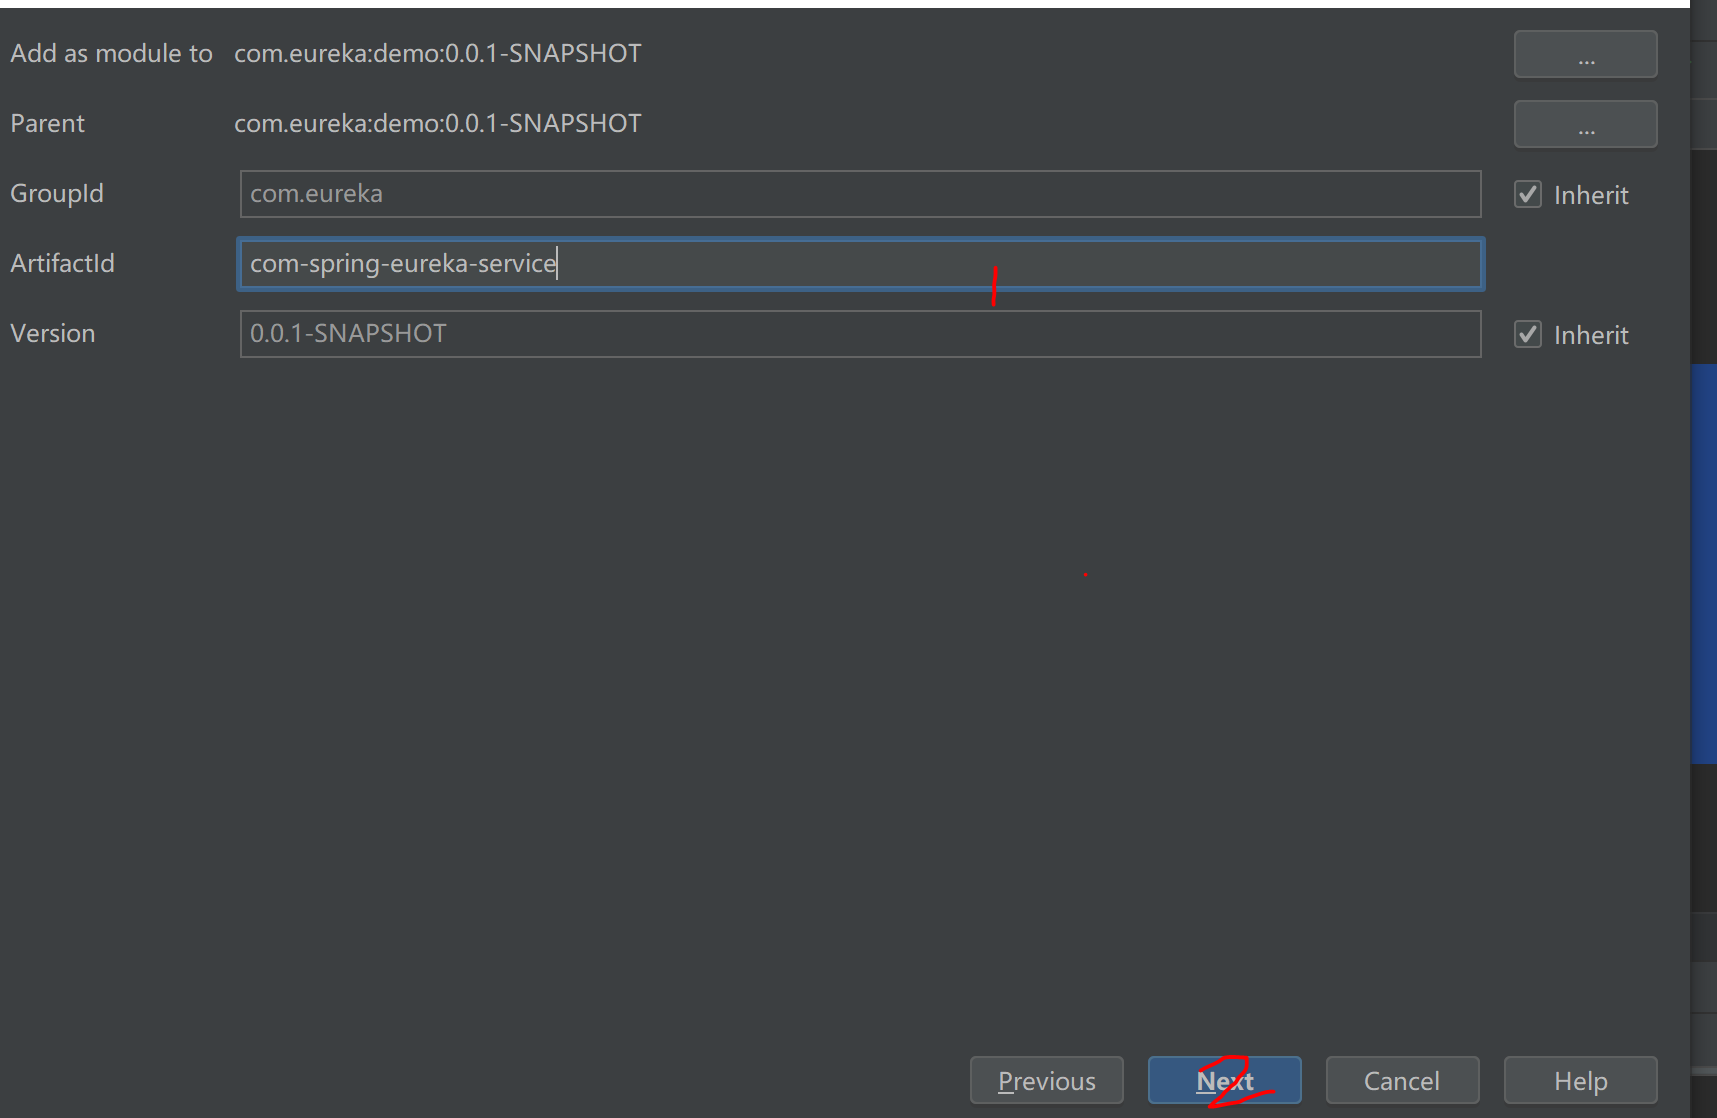 Add as module to com.eureka:demo:0.0.1-SNAPSHOT ...
Parent com.eureka:demo:0.0.1-SNAPSHOT ...
GroupId com.eureka Inherit
ArtifactId com-spring-eureka-service
1
Version 0.0.1-SNAPSHOT Inherit
Previous Next Cancel Help
2